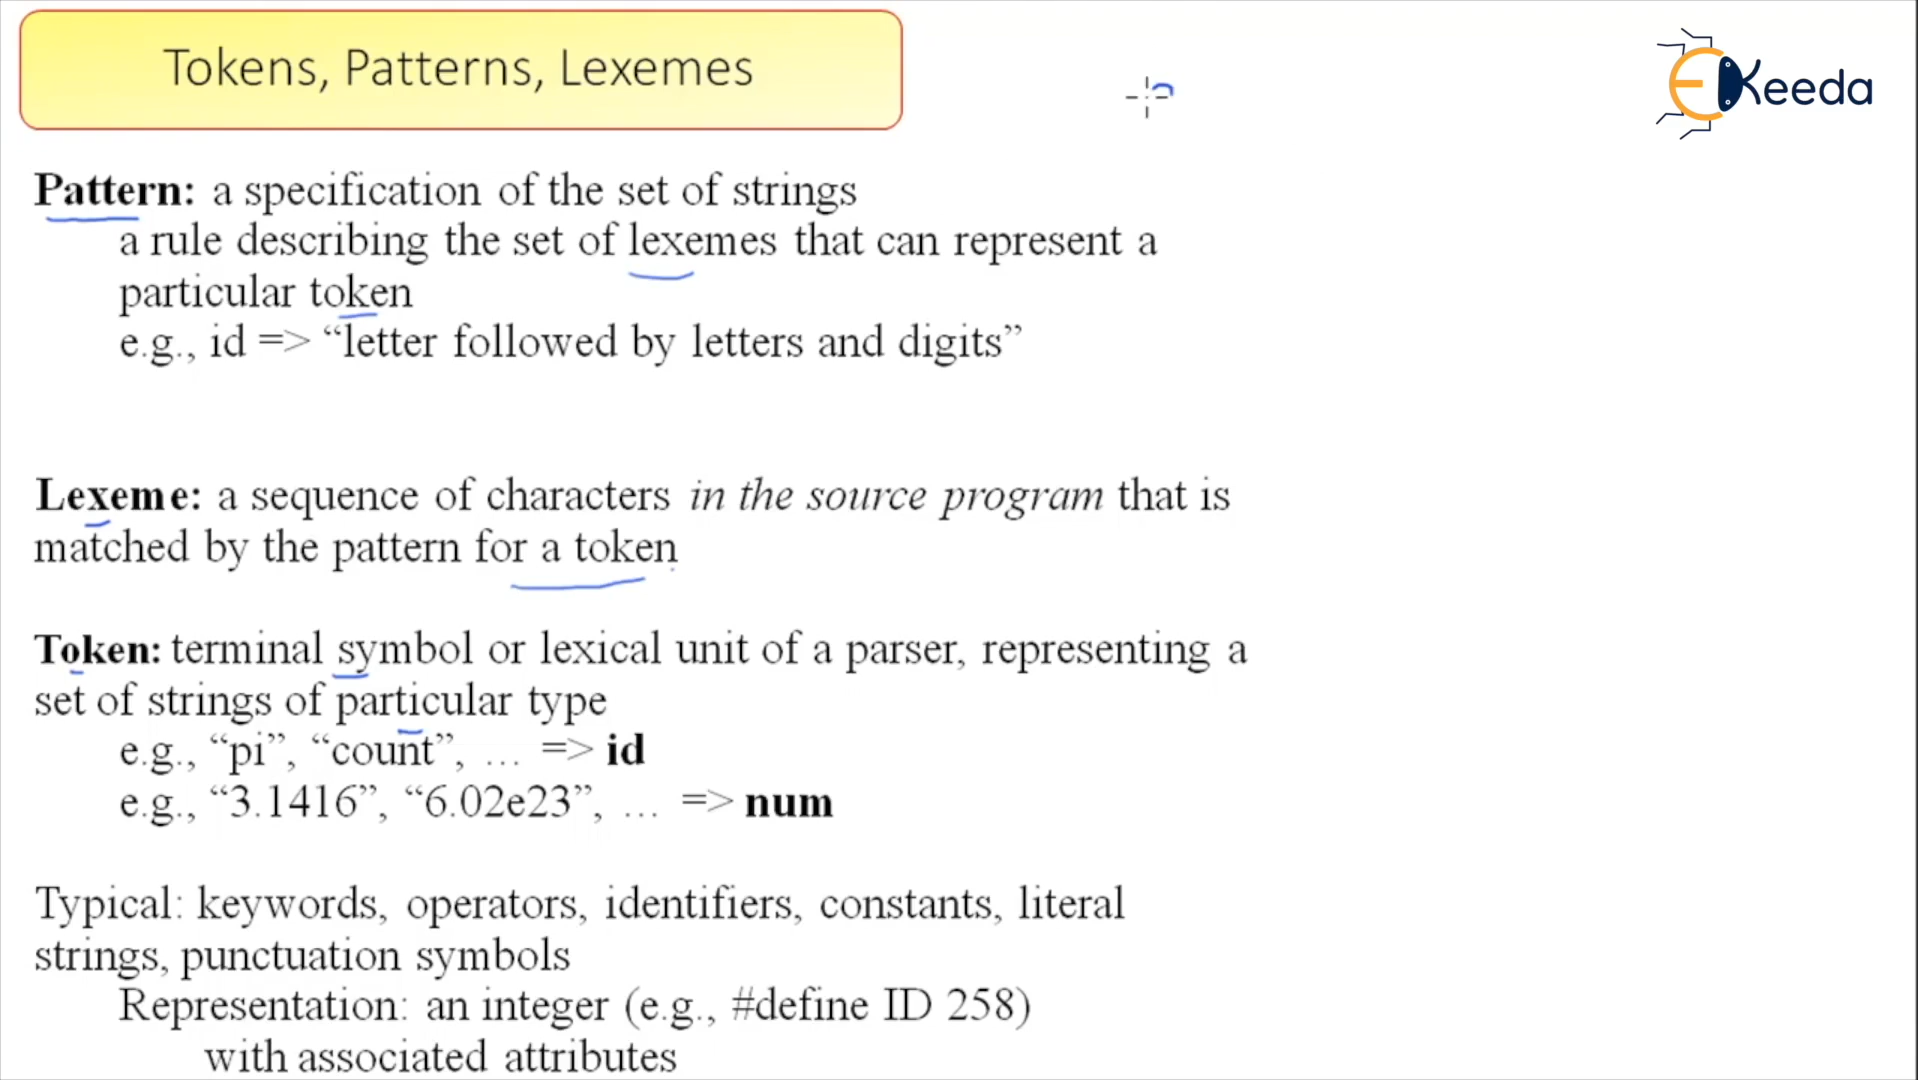 Tokens, Patterns, Lexemes
EKeeda
Pattern: a specification of the set of strings
a rule describing the set of lexemes that can represent a
particular token
e.g., id => “letter followed by letters and digits”
Lexeme: a sequence of characters in the source program that is
matched by the pattern for a token
Token: terminal symbol or lexical unit of a parser, representing a
set of strings of particular type
e.g., “pi”, “count”, … => id
e.g., “3.1416”, “6.02e23”, … => num
Typical: keywords, operators, identifiers, constants, literal
strings, punctuation symbols
Representation: an integer (e.g., #define ID 258)
with associated attributes